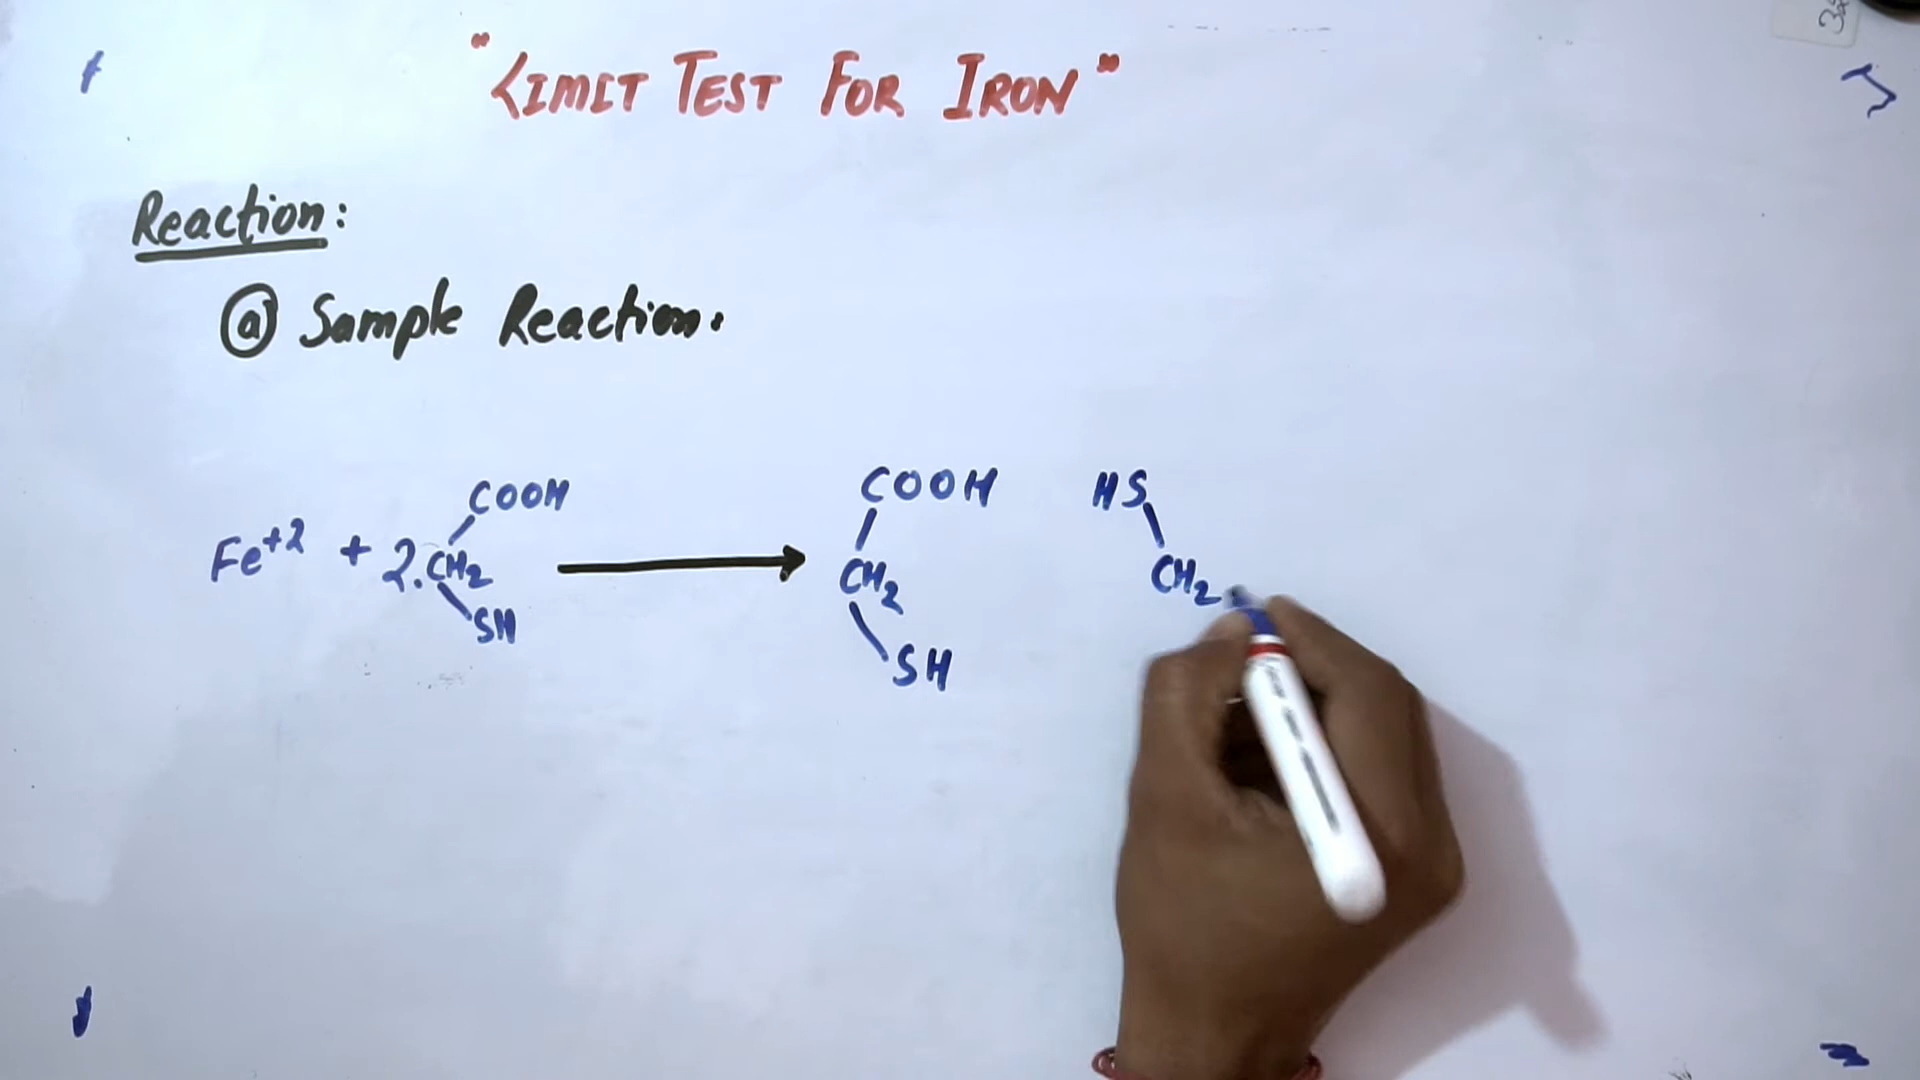 "LIMIT TEST FOR IRON"
Reaction:
ⓐ Sample Reaction.
COOH
Fe+2 + 2. CH2
SH
COOH HS
CH2 CH2
SH